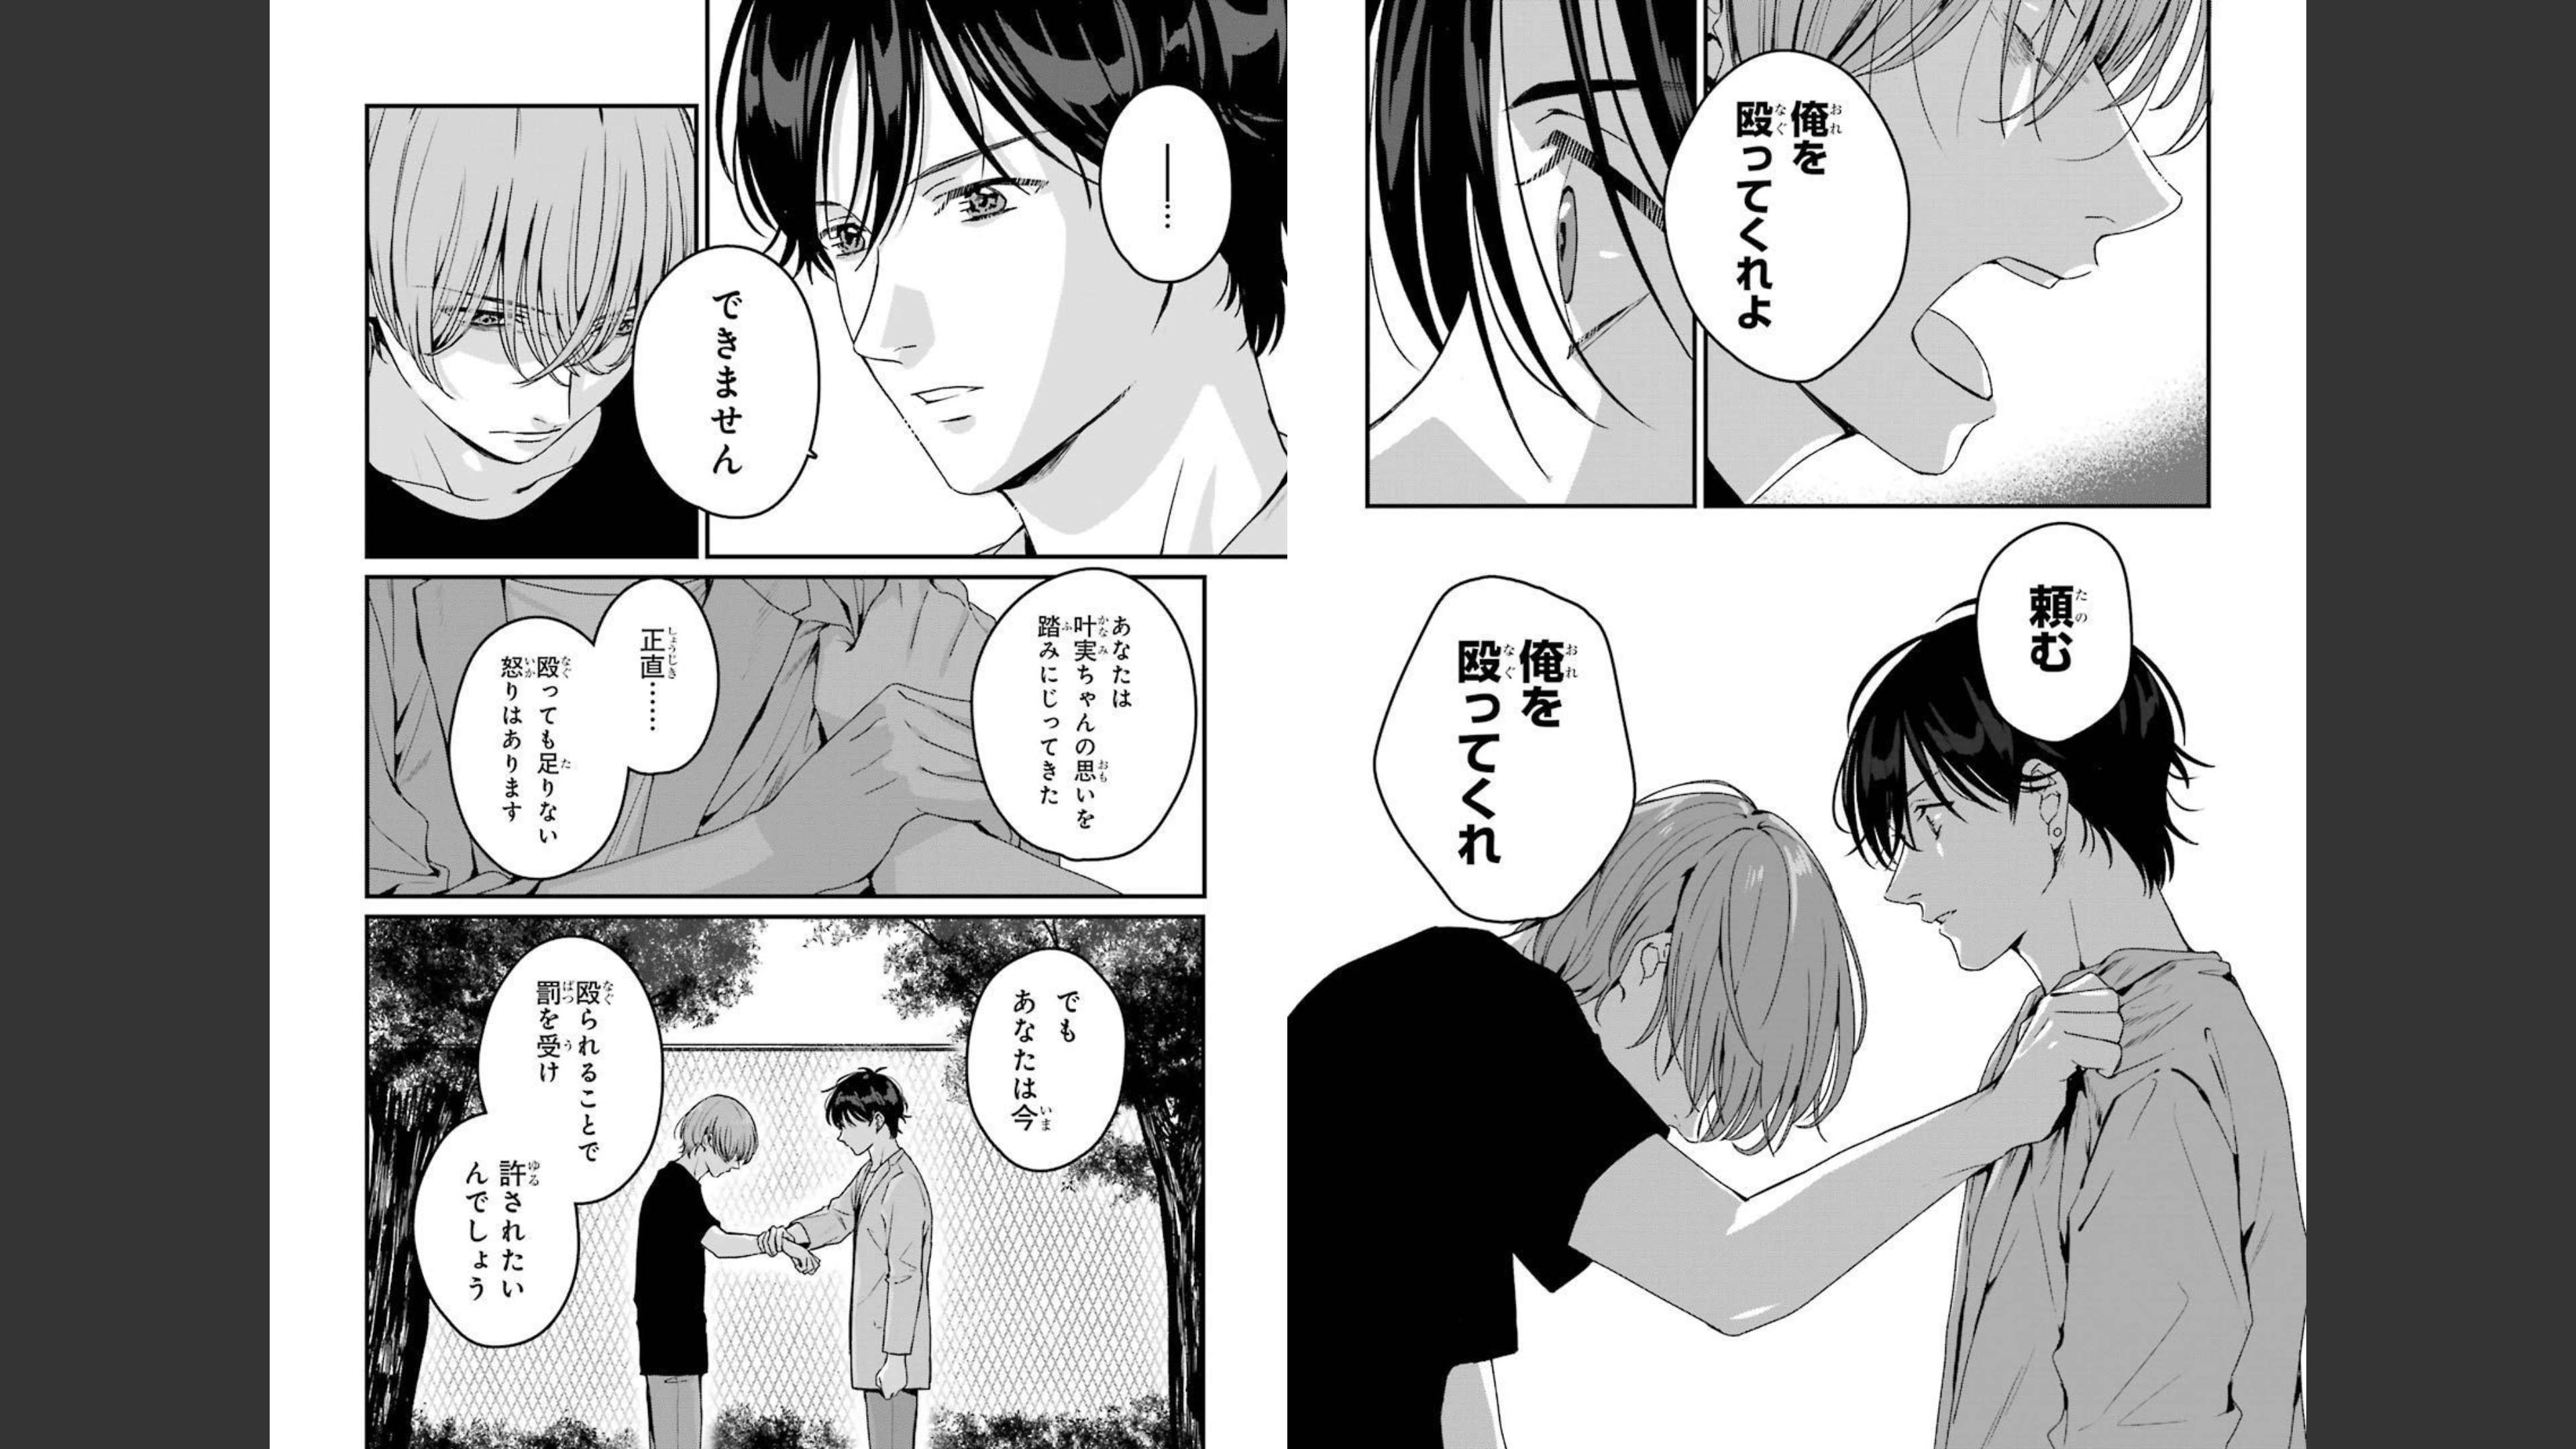 俺を
殴ってくれよ
頼む
俺を
殴ってくれ
――…
できません
あなたは
叶実ちゃんの思いを
踏みにじってきた
正直……
殴っても足りない
怒りはあります
でも
あなたは今
殴られることで
罰を受け
許されたい
んでしょう